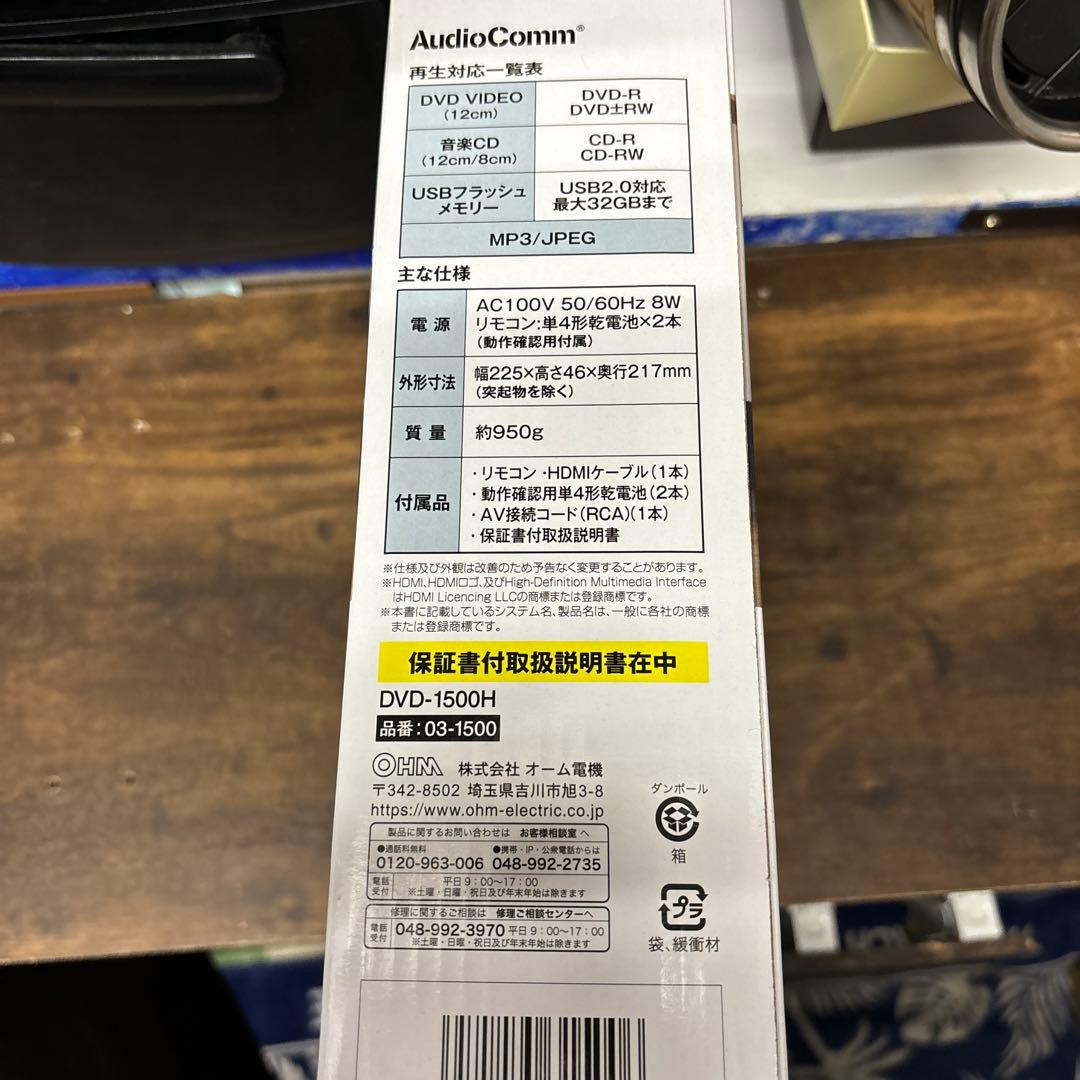 AudioComm®
再生対応一覧表
DVD VIDEO
(12cm)
DVD-R
DVD±RW
音楽CD
(12cm/8cm)
CD-R
CD-RW
USBフラッシュ
メモリー
USB2.0対応
最大32GBまで
MP3/JPEG
主な仕様
電源
AC100V 50/60Hz 8W
リモコン:単4形乾電池×2本
(動作確認用付属)
外形寸法
幅225×高さ46×奥行217mm
(突起物を除く)
質量
約950g
付属品
・リモコン ・HDMIケーブル(1本)
・動作確認用単4形乾電池(2本)
・AV接続コード(RCA)(1本)
・保証書付取扱説明書
※仕様及び外観は改善のため予告なく変更することがあります。
※HDMI、HDMIロゴ、及びHigh-Definition Multimedia Interface
はHDMI Licencing LLCの商標または登録商標です。
※本書に記載しているシステム名、製品名は、一般に各社の商標
または登録商標です。
保証書付取扱説明書在中
DVD-1500H
品番:03-1500
OHM 株式会社 オーム電機
〒342-8502 埼玉県吉川市旭3-8
https://www.ohm-electric.co.jp
製品に関するお問い合わせは お客様相談室 へ
●通話料無料
●携帯・IP・公衆電話からは
0120-963-006 048-992-2735
電話
受付
平日9:00〜17:00
※土曜・日曜・祝日及び年末年始は除きます
修理に関するご相談は 修理ご相談センターへ
電話
受付
048-992-3970 平日9:00〜17:00
※土曜・日曜・祝日及び年末年始は除きます
ダンボール
箱
プラ
袋、緩衝材